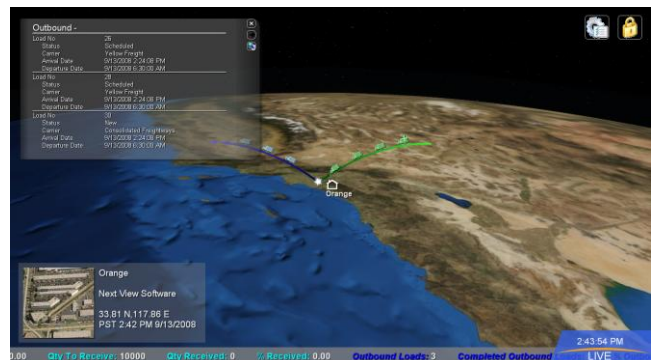 Outbound -
Load No 26
Status Scheduled
Carrier Yellow Freight
Arrival Date 9/13/2008 2:24:08 PM
Departure Date 9/13/2008 6:30:00 AM
Load No 28
Status Scheduled
Carrier Yellow Freight
Arrival Date 9/13/2008 2:24:08 PM
Departure Date 9/13/2008 6:30:00 AM
Load No 30
Status New
Carrier Consolidated Freightways
Arrival Date 9/13/2008 2:24:08 PM
Departure Date 9/13/2008 6:30:00 AM
Orange
Orange
Next View Software
33.81 N,117.86 E
PST 2:42 PM 9/13/2008
2:43:54 PM
0.00 Qty To Receive: 10000 Qty Received: 0 % Received: 0.00 Outbound Loads: 3 Completed Outbound LIVE